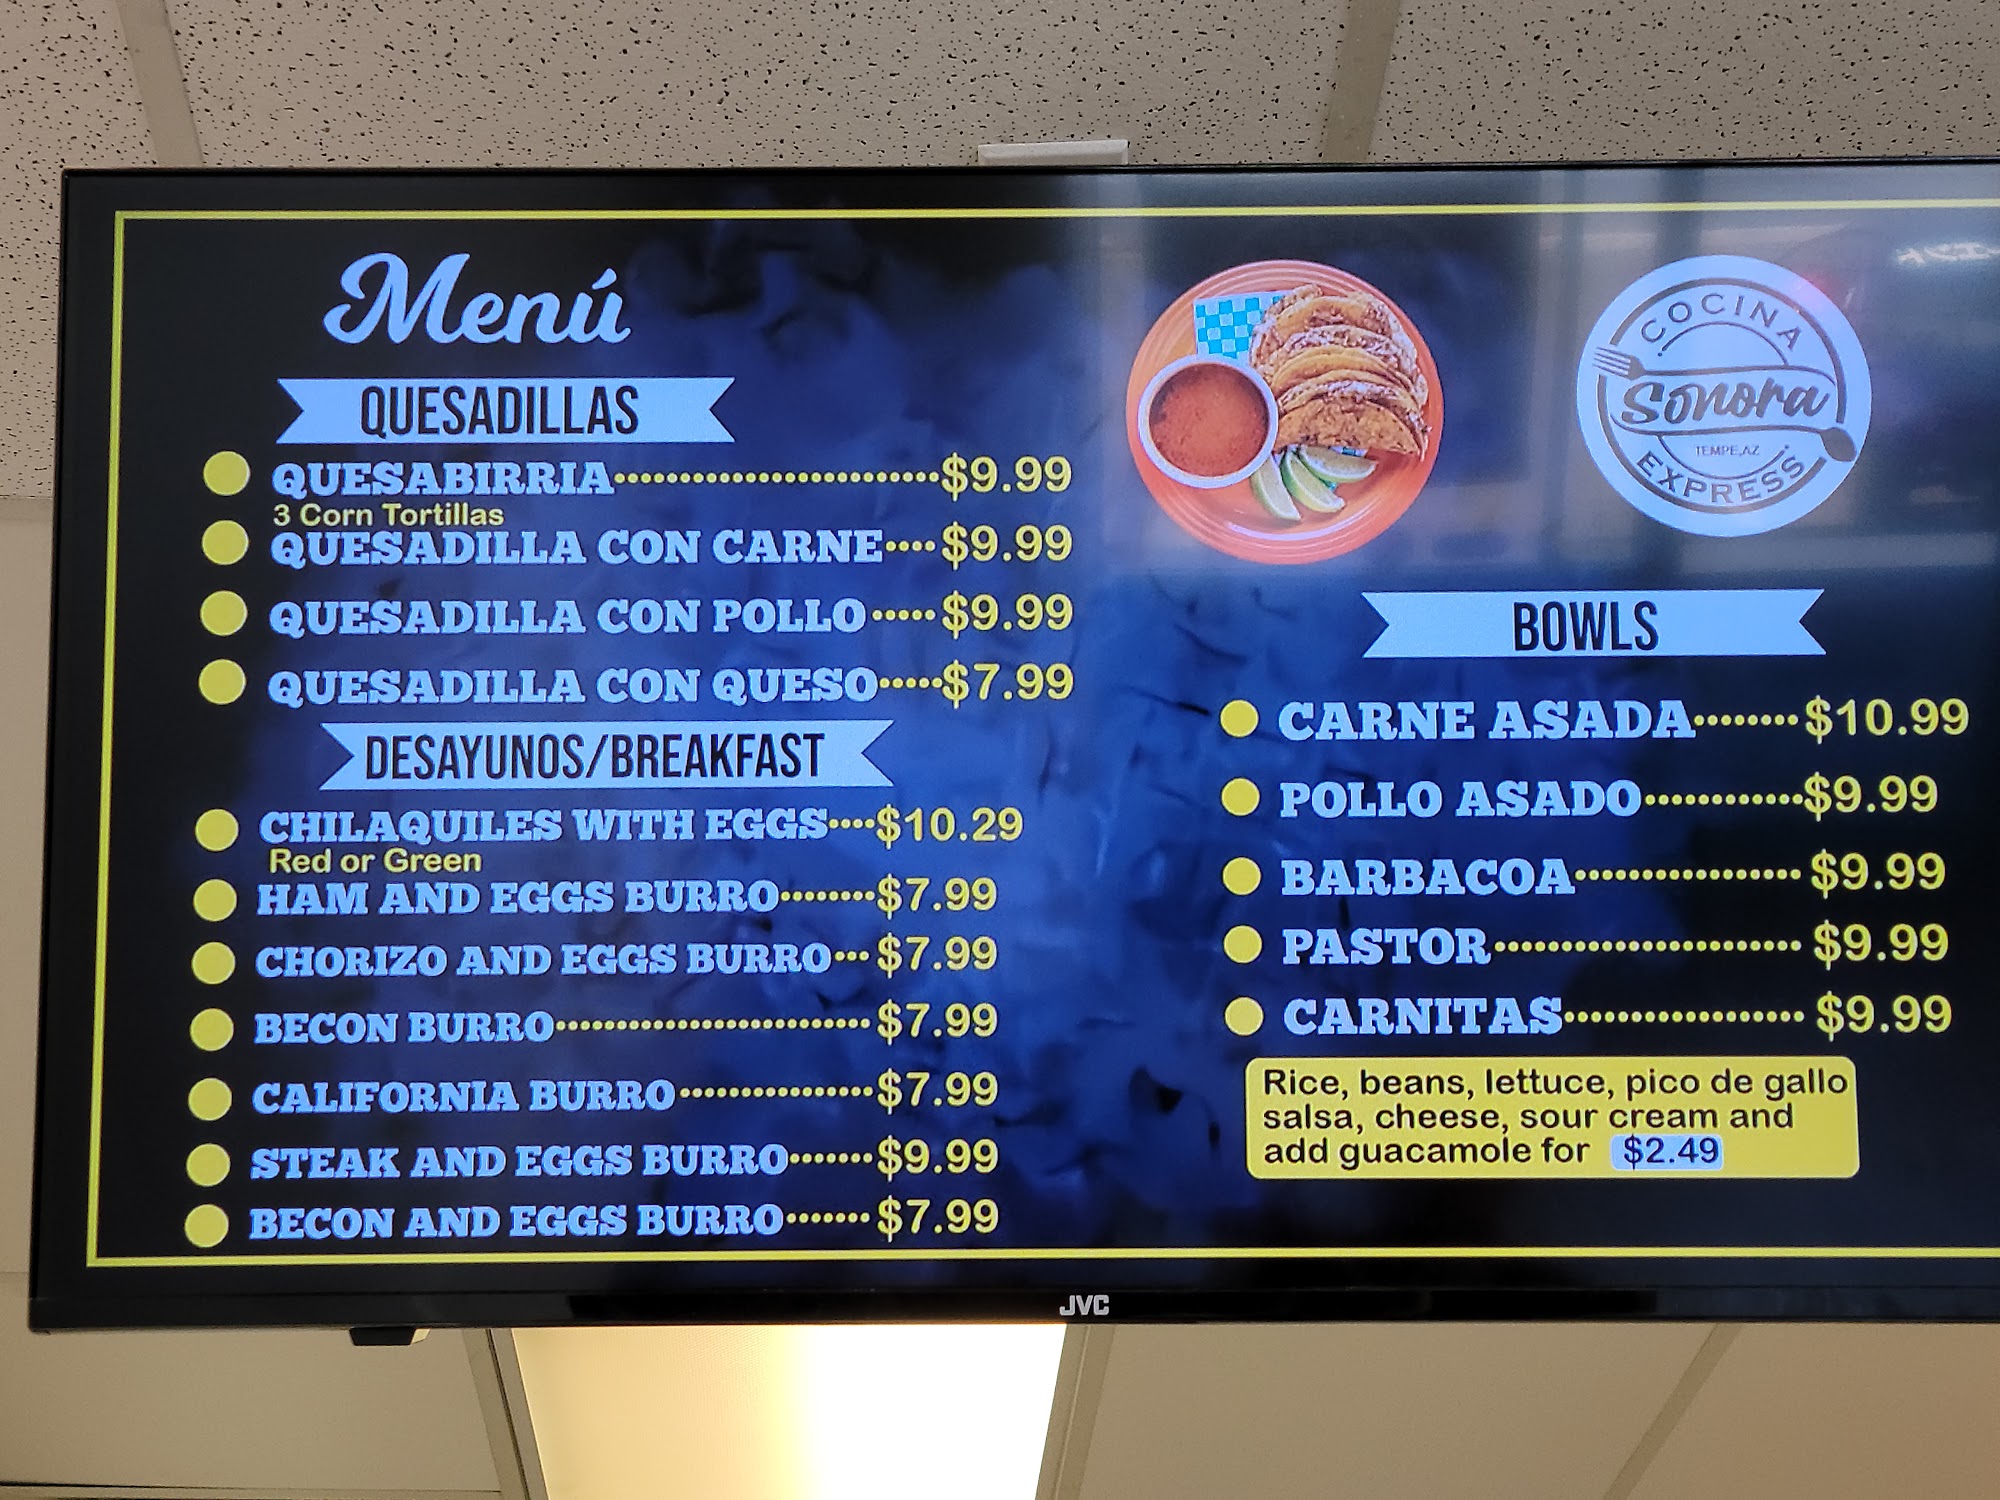 Menú
QUESADILLAS
QUESABIRRIA $9.99
3 Corn Tortillas
QUESADILLA CON CARNE $9.99
QUESADILLA CON POLLO $9.99
QUESADILLA CON QUESO $7.99
DESAYUNOS/BREAKFAST
CHILAQUILES WITH EGGS $10.29
Red or Green
HAM AND EGGS BURRO $7.99
CHORIZO AND EGGS BURRO $7.99
BECON BURRO $7.99
CALIFORNIA BURRO $7.99
STEAK AND EGGS BURRO $9.99
BECON AND EGGS BURRO $7.99
COCINA
Sonora
TEMPE,AZ
EXPRESS
BOWLS
CARNE ASADA $10.99
POLLO ASADO $9.99
BARBACOA $9.99
PASTOR $9.99
CARNITAS $9.99
Rice, beans, lettuce, pico de gallo
salsa, cheese, sour cream and
add guacamole for $2.49
JVC